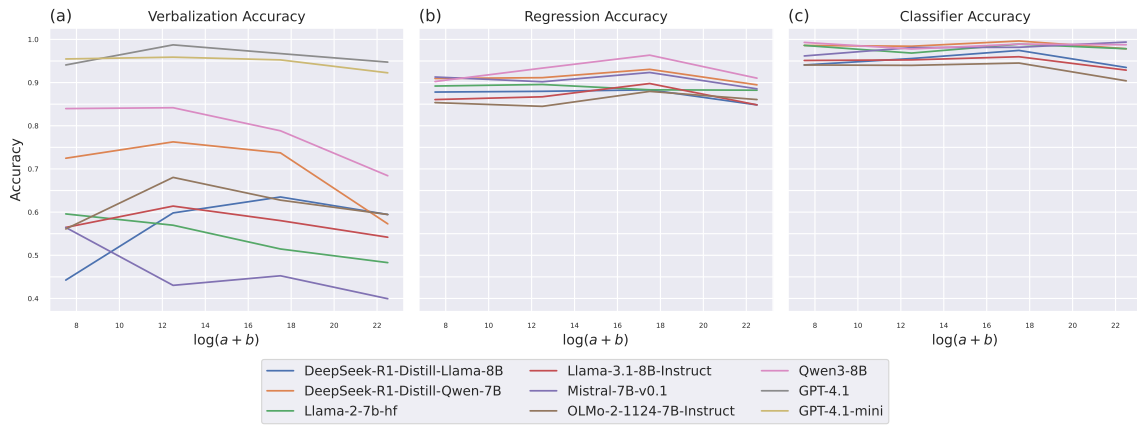 (a) Verbalization Accuracy
(b) Regression Accuracy
(c) Classifier Accuracy
Accuracy
1.0
0.9
0.8
0.7
0.6
0.5
0.4
8 10 12 14 16 18 20 22
8 10 12 14 16 18 20 22
8 10 12 14 16 18 20 22
log(a + b)
log(a + b)
log(a + b)
DeepSeek-R1-Distill-Llama-8B
DeepSeek-R1-Distill-Qwen-7B
Llama-2-7b-hf
Llama-3.1-8B-Instruct
Mistral-7B-v0.1
OLMo-2-1124-7B-Instruct
Qwen3-8B
GPT-4.1
GPT-4.1-mini